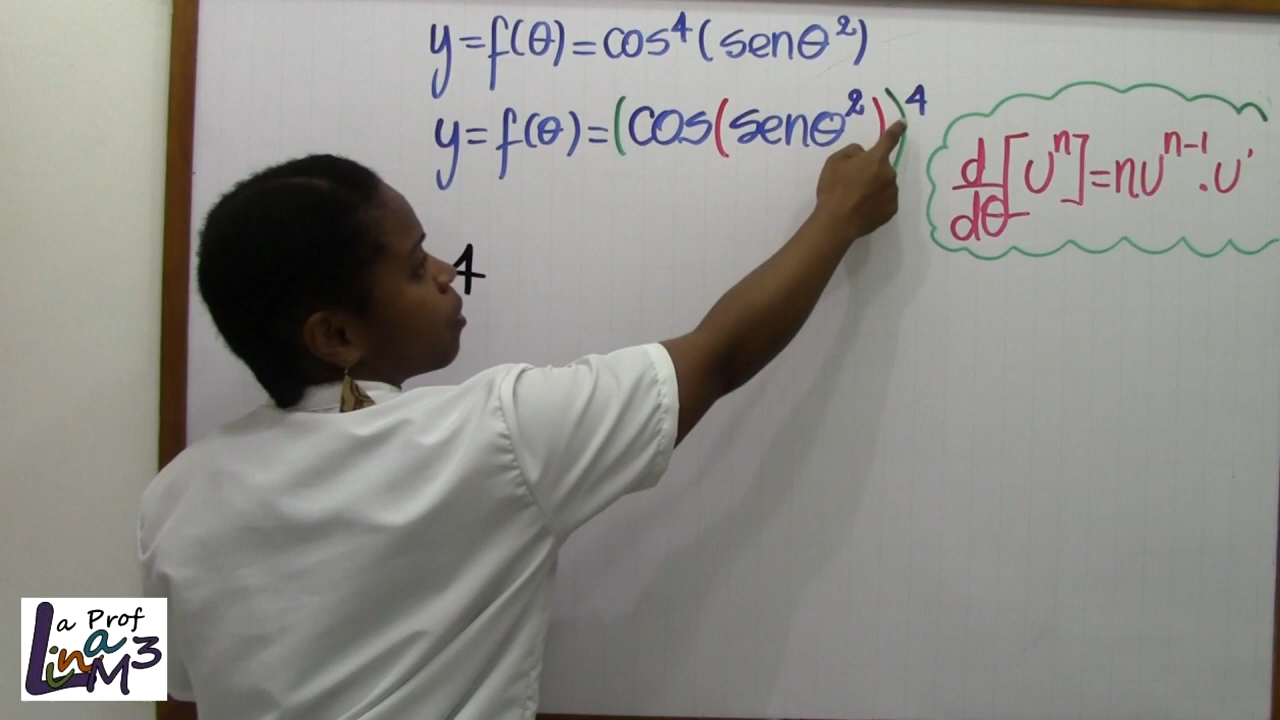 y=f(θ)=cos⁴(senθ²)
y=f(θ)=(cos(senθ²))⁴
d/dθ[Uⁿ]=nUⁿ⁻¹.U'
4
La Prof
Lina M3